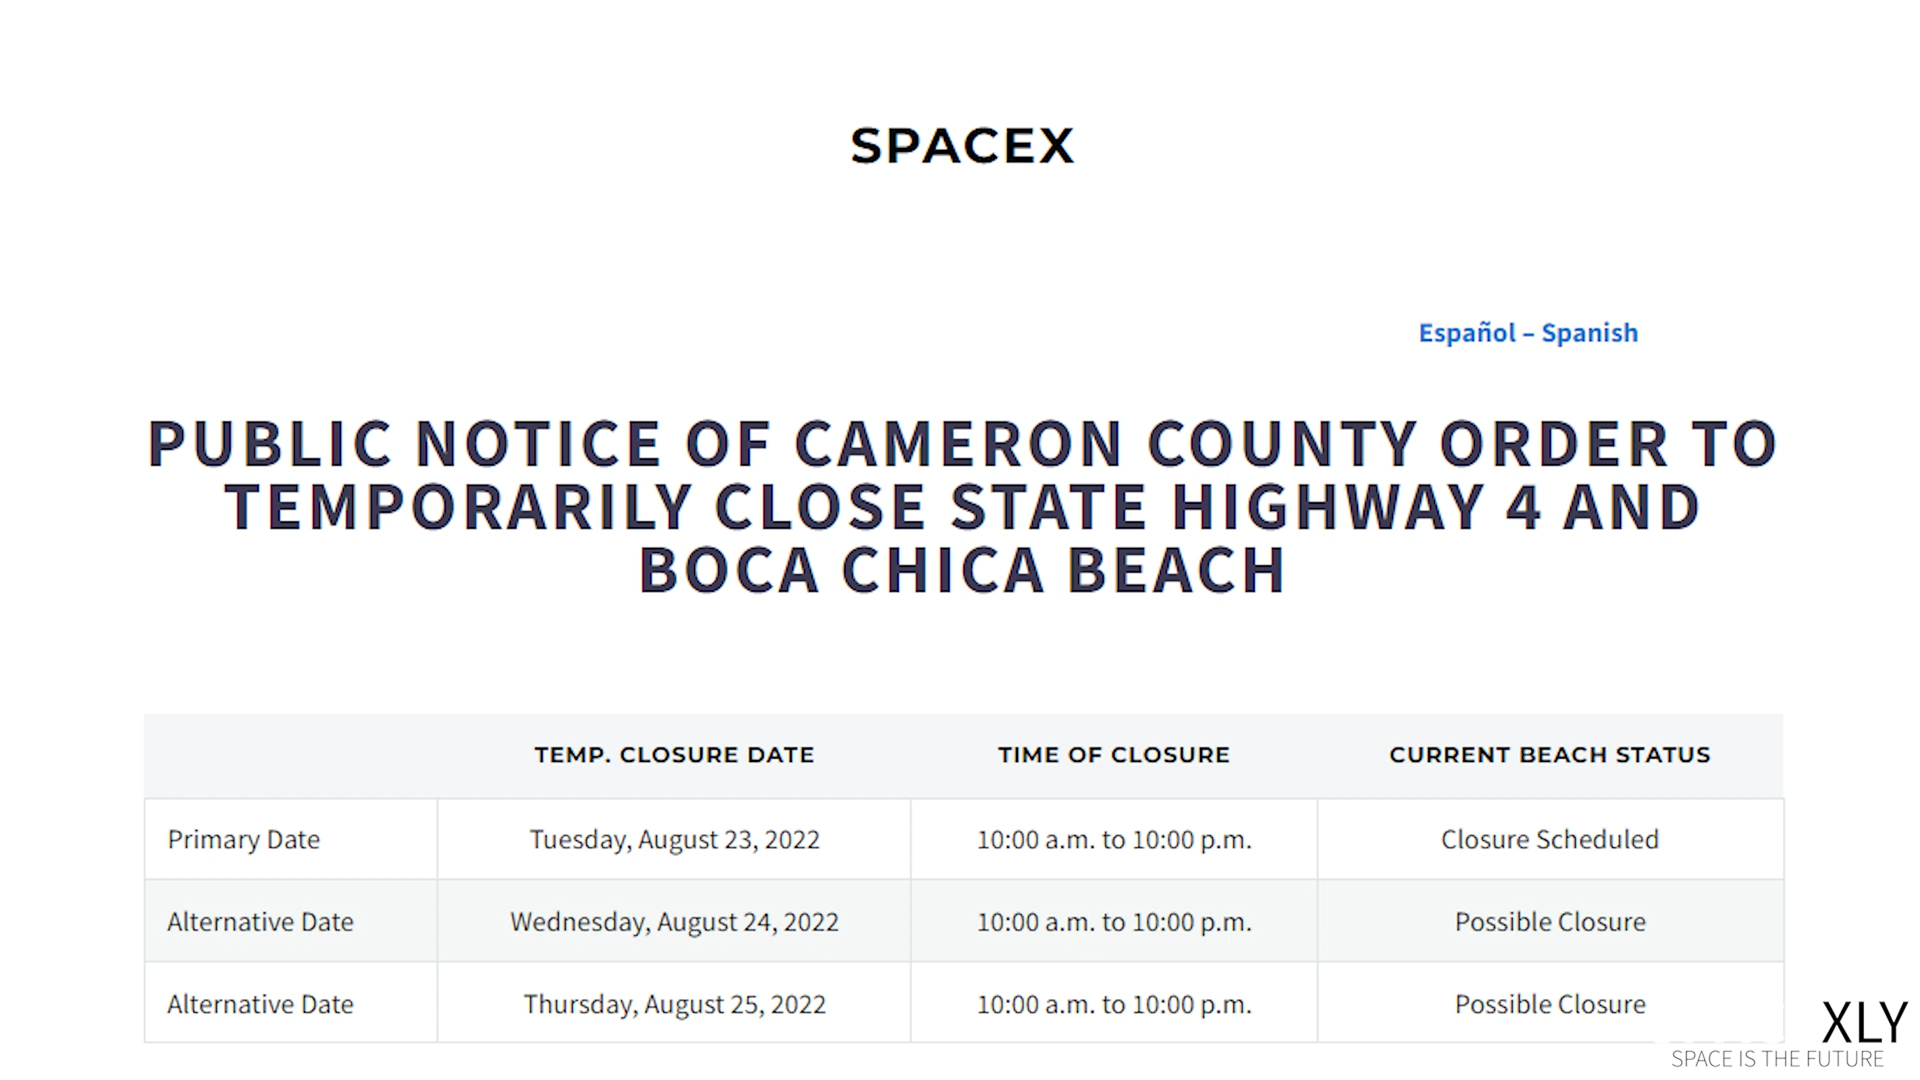 SPACEX
Español – Spanish
PUBLIC NOTICE OF CAMERON COUNTY ORDER TO
TEMPORARILY CLOSE STATE HIGHWAY 4 AND
BOCA CHICA BEACH
TEMP. CLOSURE DATE TIME OF CLOSURE CURRENT BEACH STATUS
Primary Date Tuesday, August 23, 2022 10:00 a.m. to 10:00 p.m. Closure Scheduled
Alternative Date Wednesday, August 24, 2022 10:00 a.m. to 10:00 p.m. Possible Closure
Alternative Date Thursday, August 25, 2022 10:00 a.m. to 10:00 p.m. Possible Closure
XLY
SPACE IS THE FUTURE